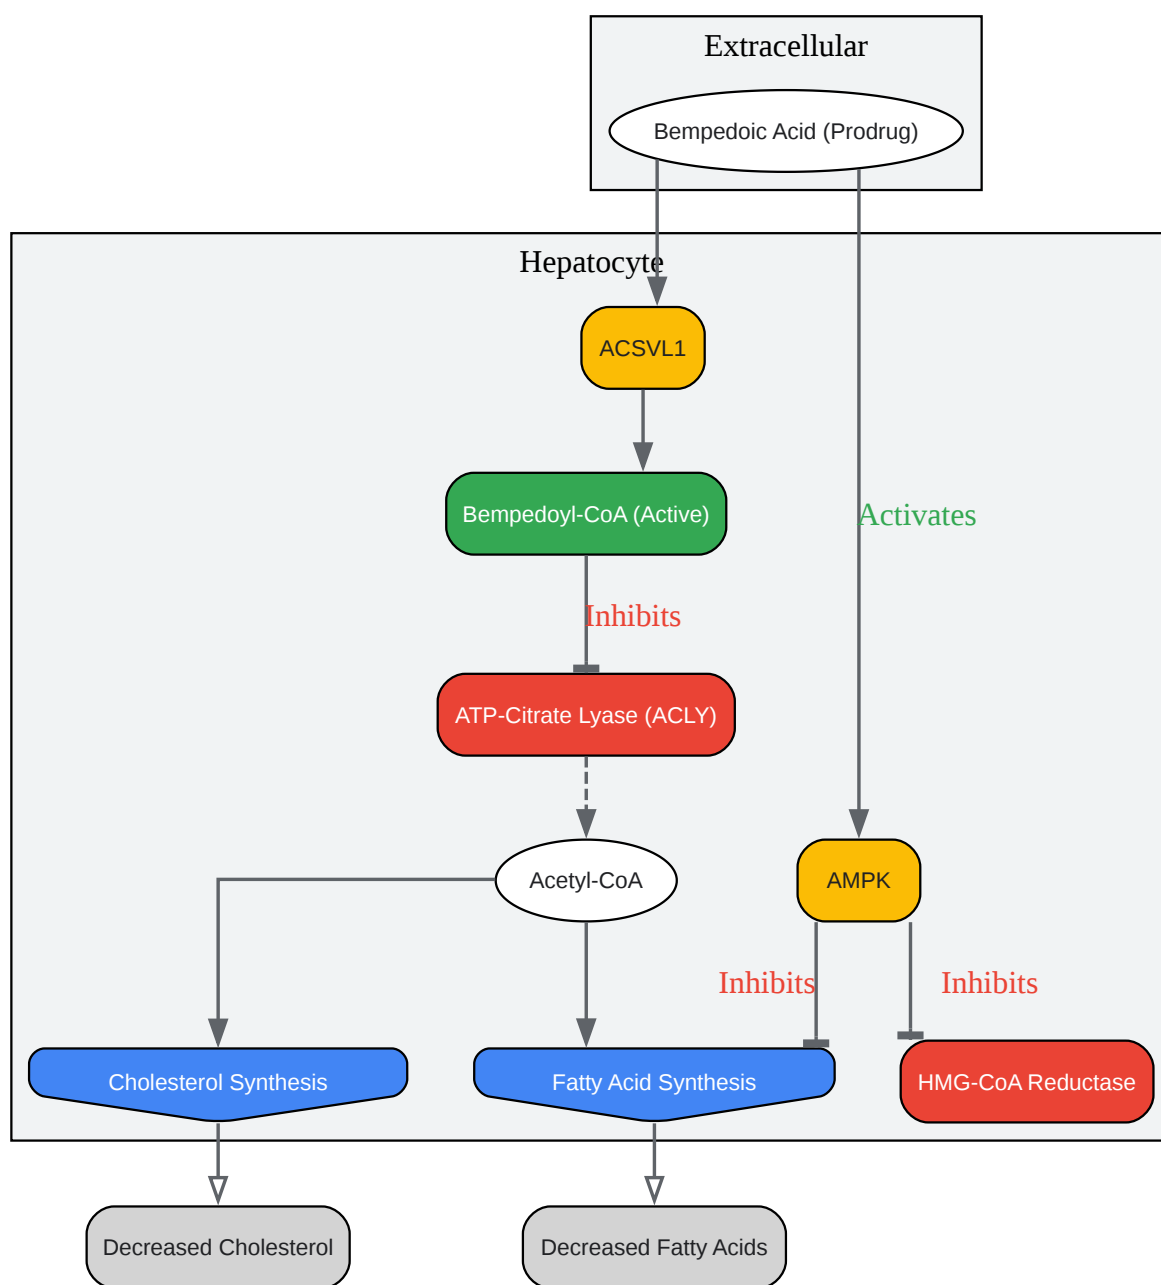 Extracellular
Bempedoic Acid (Prodrug)
Hepatocyte
ACSVL1
Bempedoyl-CoA (Active)
Activates
Inhibits
ATP-Citrate Lyase (ACLY)
Acetyl-CoA
AMPK
Inhibits
Inhibits
Cholesterol Synthesis
Fatty Acid Synthesis
HMG-CoA Reductase
Decreased Cholesterol
Decreased Fatty Acids